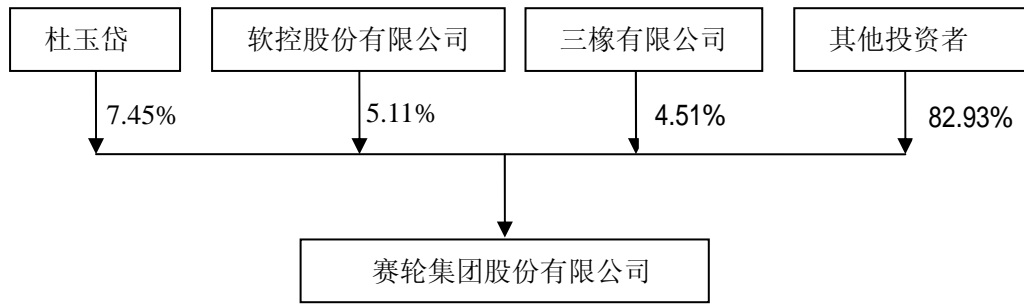 杜玉岱
软控股份有限公司
三橡有限公司
其他投资者
7.45%
5.11%
4.51%
82.93%
赛轮集团股份有限公司